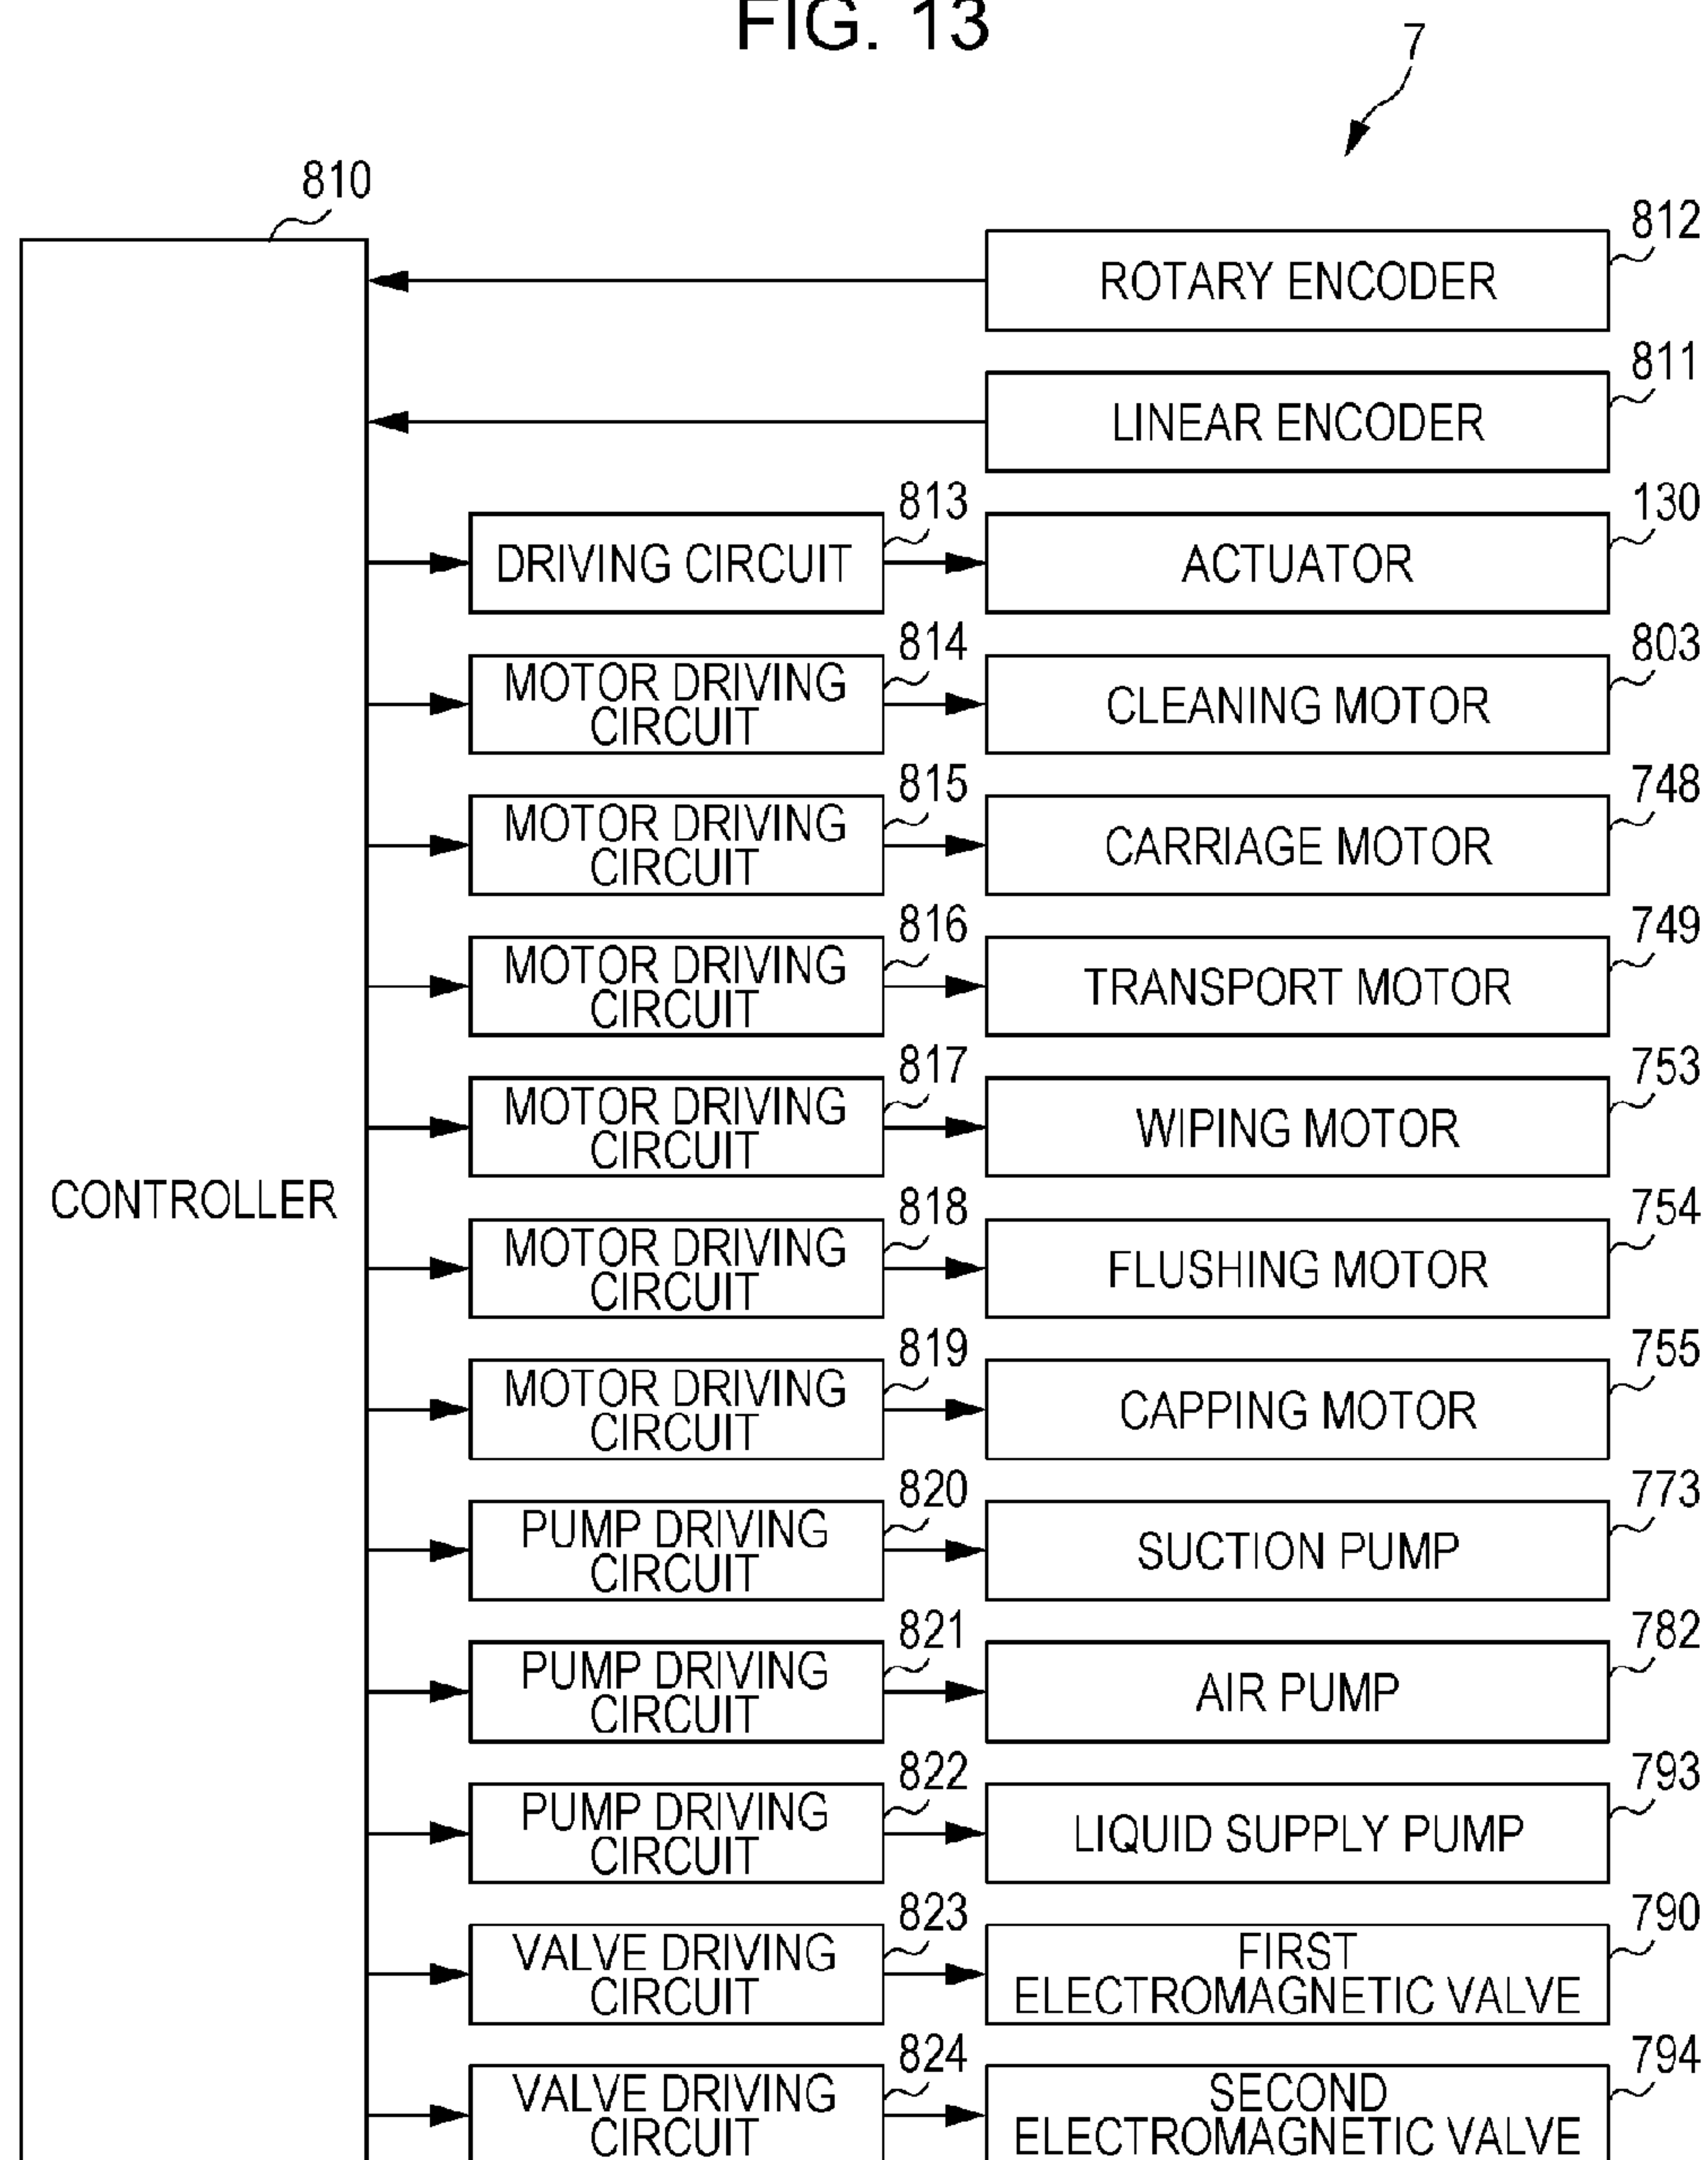 FIG. 13
7
810
812
ROTARY ENCODER
811
LINEAR ENCODER
813
130
DRIVING CIRCUIT
ACTUATOR
814
803
MOTOR DRIVING
CIRCUIT
CLEANING MOTOR
815
748
MOTOR DRIVING
CIRCUIT
CARRIAGE MOTOR
816
749
MOTOR DRIVING
CIRCUIT
TRANSPORT MOTOR
817
753
MOTOR DRIVING
CIRCUIT
WIPING MOTOR
CONTROLLER
818
754
MOTOR DRIVING
CIRCUIT
FLUSHING MOTOR
819
755
MOTOR DRIVING
CIRCUIT
CAPPING MOTOR
820
773
PUMP DRIVING
CIRCUIT
SUCTION PUMP
821
782
PUMP DRIVING
CIRCUIT
AIR PUMP
822
793
PUMP DRIVING
CIRCUIT
LIQUID SUPPLY PUMP
823
790
VALVE DRIVING
CIRCUIT
FIRST
ELECTROMAGNETIC VALVE
824
794
VALVE DRIVING
CIRCUIT
SECOND
ELECTROMAGNETIC VALVE